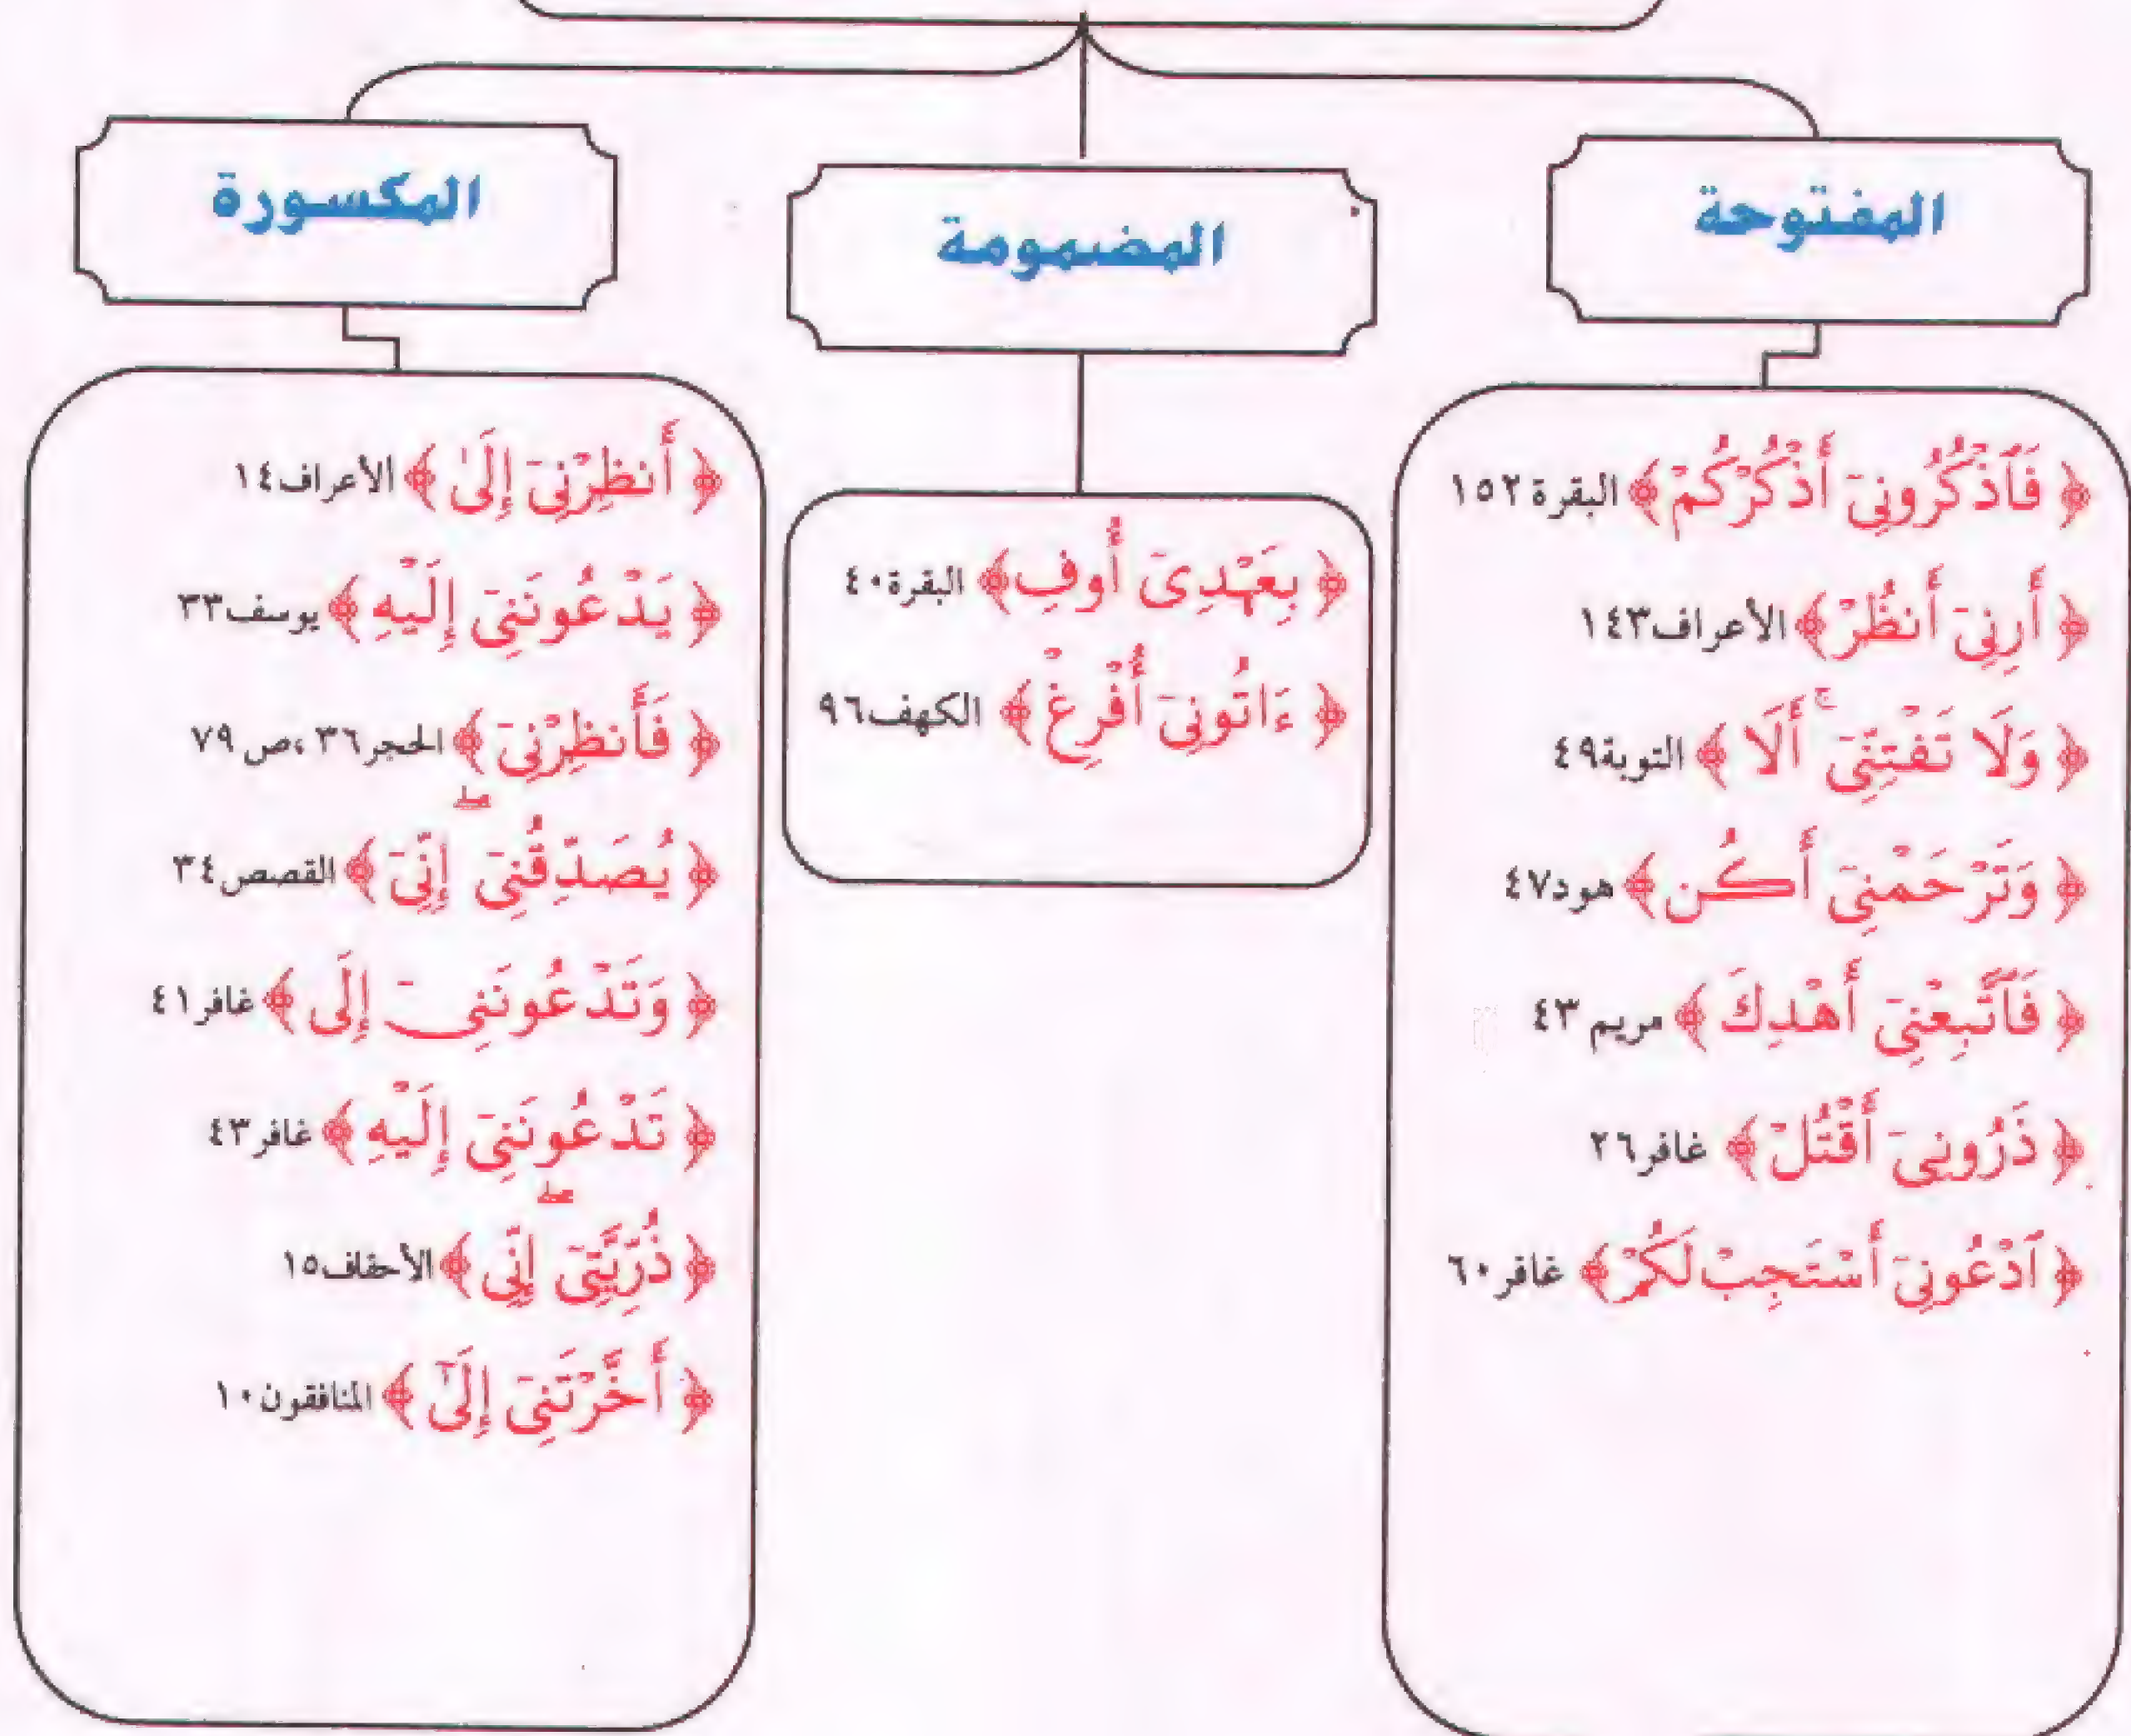 المفتوحة
﴿ فَٱذْكُرُونِىٓ أَذْكُرْكُمْ ﴾ البقرة ١٥٢
﴿ أَرِنِىٓ أَنظُرْ ﴾ الأعراف ١٤٣
﴿ وَلَا تَفْتِنِّىٓ ۚ أَلَا ﴾ التوبة ٤٩
﴿ وَتَرْحَمْنِىٓ أَكُن ﴾ هود ٤٧
﴿ فَٱتَّبِعْنِىٓ أَهْدِكَ ﴾ مريم ٤٣
﴿ ذَرُونِىٓ أَقْتُلْ ﴾ غافر ٢٦
﴿ ٱدْعُونِىٓ أَسْتَجِبْ لَكُمْ ﴾ غافر ٦٠
المضمومة
﴿ بِعَهْدِىٓ أُوفِ ﴾ البقرة ٤٠
﴿ ءَاتُونِىٓ أُفْرِغْ ﴾ الكهف ٩٦
المكسورة
﴿ أَنظِرْنِىٓ إِلَىٰ ﴾ الأعراف ١٤
﴿ يَدْعُونَنِىٓ إِلَيْهِ ﴾ يوسف ٣٣
﴿ فَأَنظِرْنِىٓ ﴾ الحجر ٣٦ ، ص ٧٩
﴿ يُصَدِّقُنِىٓ ۖ إِنِّىٓ ﴾ القصص ٣٤
﴿ وَتَدْعُونَنِىٓ إِلَى ﴾ غافر ٤١
﴿ تَدْعُونَنِىٓ إِلَيْهِ ﴾ غافر ٤٣
﴿ ذُرِّيَّتِىٓ ۖ إِنِّى ﴾ الأحقاف ١٥
﴿ أَخَّرْتَنِىٓ إِلَىٰٓ ﴾ المنافقون ١٠